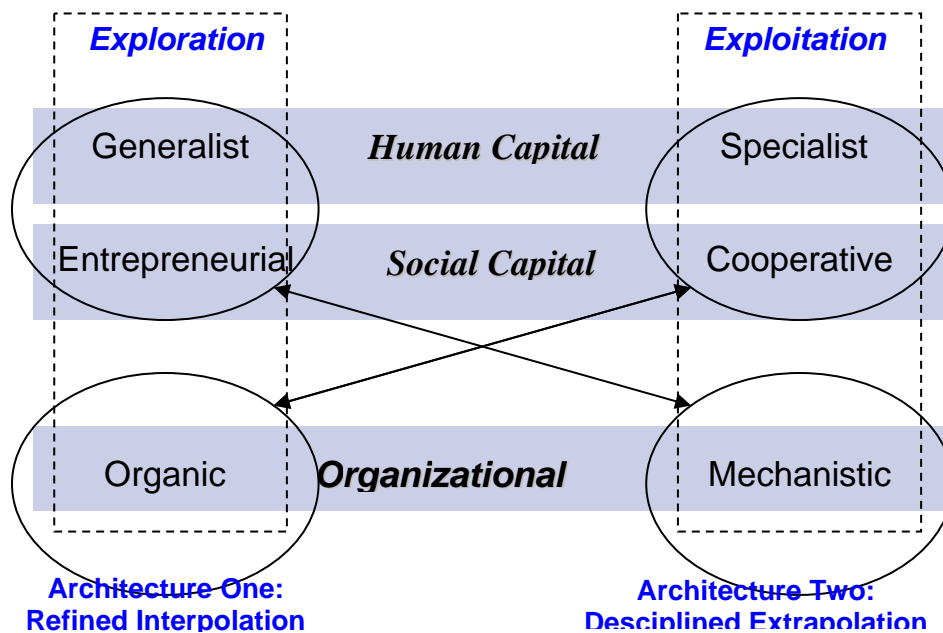 Exploration
Exploitation
Generalist
Human Capital
Specialist
Entrepreneurial
Social Capital
Cooperative
Organic
Organizational
Mechanistic
Architecture One:
Refined Interpolation
Architecture Two:
Desciplined Extrapolation